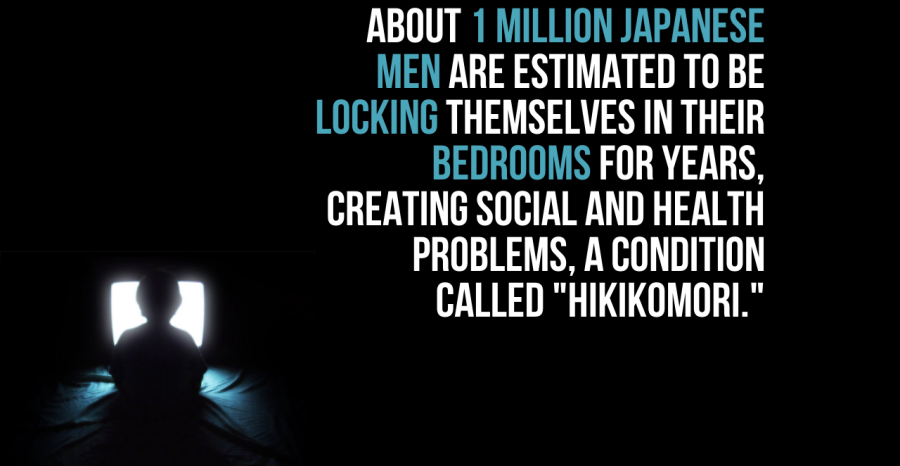 ABOUT 1 MILLION JAPANESE
MEN ARE ESTIMATED TO BE
LOCKING THEMSELVES IN THEIR
BEDROOMS FOR YEARS,
CREATING SOCIAL AND HEALTH
PROBLEMS, A CONDITION
CALLED "HIKIKOMORI."